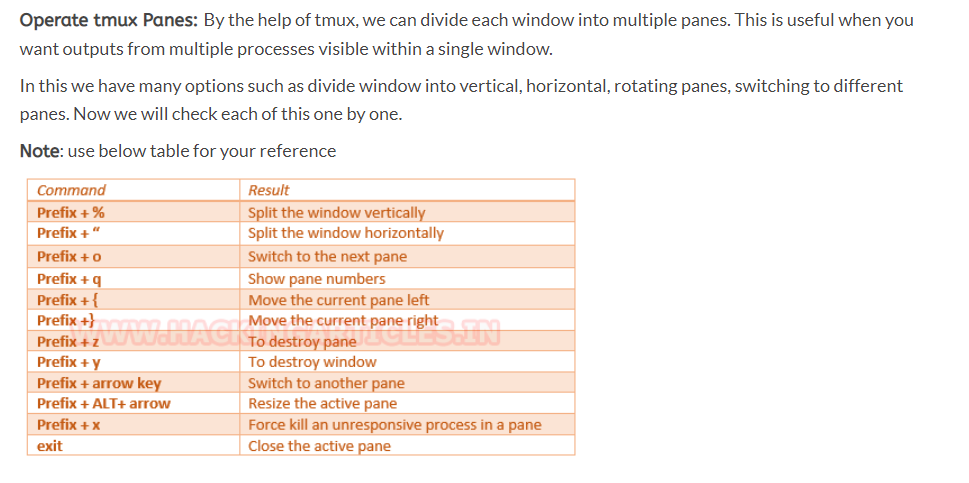 Operate tmux Panes: By the help of tmux, we can divide each window into multiple panes. This is useful when you
want outputs from multiple processes visible within a single window.
In this we have many options such as divide window into vertical, horizontal, rotating panes, switching to different
panes. Now we will check each of this one by one.
Note: use below table for your reference
Command Result
Prefix + % Split the window vertically
Prefix + “ Split the window horizontally
Prefix + o Switch to the next pane
Prefix + q Show pane numbers
Prefix + { Move the current pane left
Prefix +} Move the current pane right
WWW.HACKINGARTICLES.IN
Prefix + z To destroy pane
Prefix + y To destroy window
Prefix + arrow key Switch to another pane
Prefix + ALT+ arrow Resize the active pane
Prefix + x Force kill an unresponsive process in a pane
exit Close the active pane